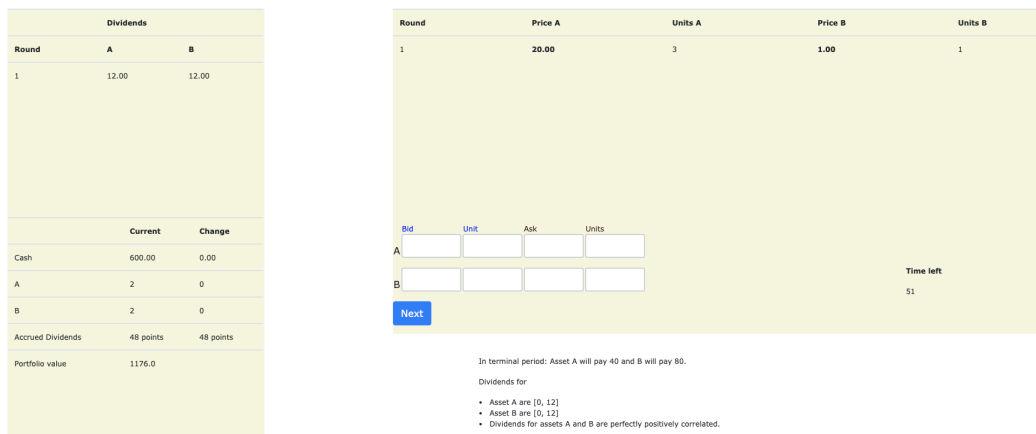 Dividends
Round A B
1 12.00 12.00
Current Change
Cash 600.00 0.00
A 2 0
B 2 0
Accrued Dividends 48 points 48 points
Portfolio value 1176.0
Round Price A Units A Price B Units B
1 20.00 3 1.00 1
Bid Unit Ask Units
A
B
Next
Time left
51
In terminal period: Asset A will pay 40 and B will pay 80.
Dividends for
• Asset A are [0, 12]
• Asset B are [0, 12]
• Dividends for assets A and B are perfectly positively correlated.